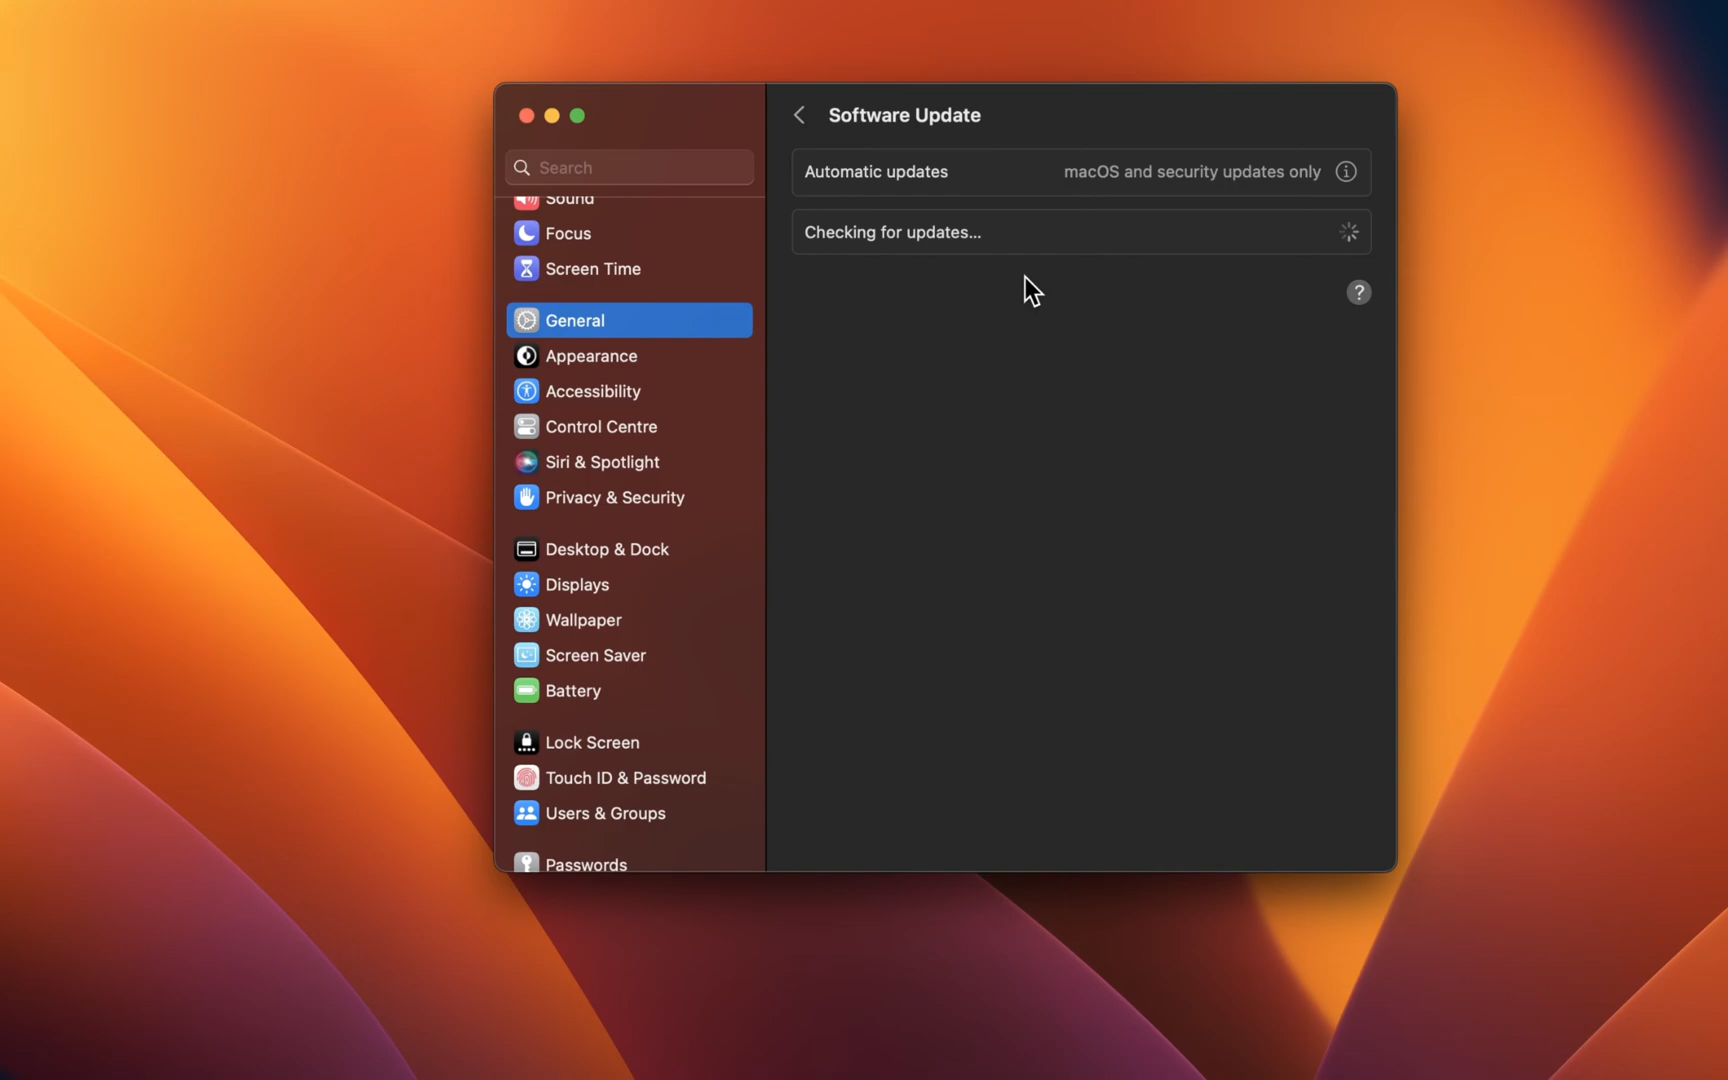 Search
Sound
Focus
Screen Time
General
Appearance
Accessibility
Control Centre
Siri & Spotlight
Privacy & Security
Desktop & Dock
Displays
Wallpaper
Screen Saver
Battery
Lock Screen
Touch ID & Password
Users & Groups
Passwords
Software Update
Automatic updates macOS and security updates only
Checking for updates...
?